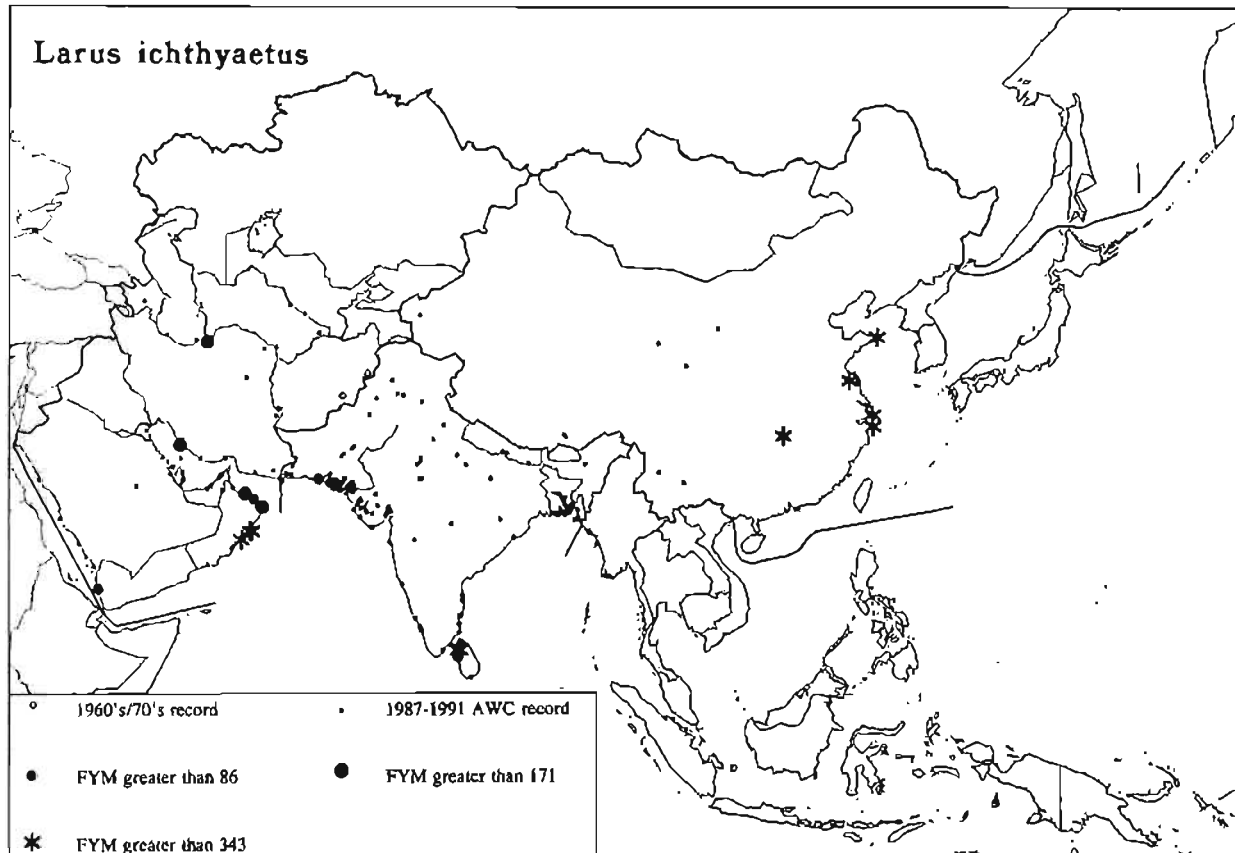 Larus ichthyaetus
1960's/70's record
1987-1991 AWC record
FYM greater than 86
FYM greater than 171
FYM greater than 343